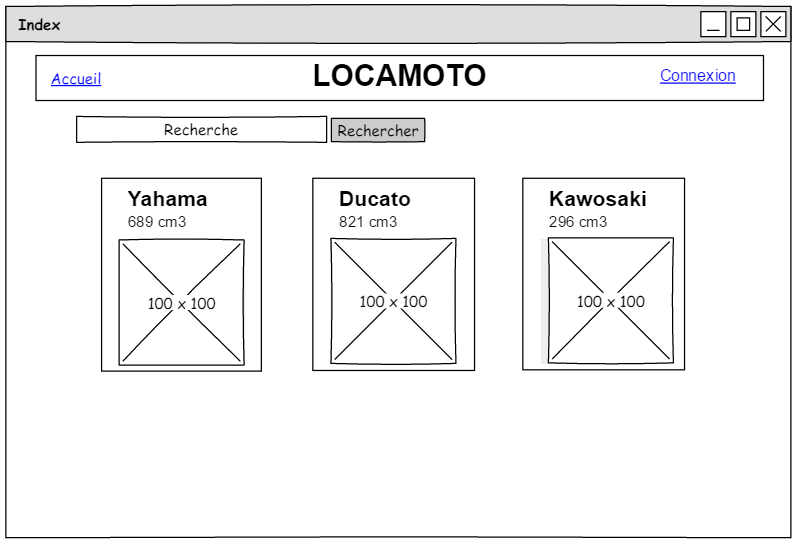 Index
Accueil LOCAMOTO Connexion
Recherche Rechercher
Yahama
689 cm3
100 x 100
Ducato
821 cm3
100 x 100
Kawosaki
296 cm3
100 x 100